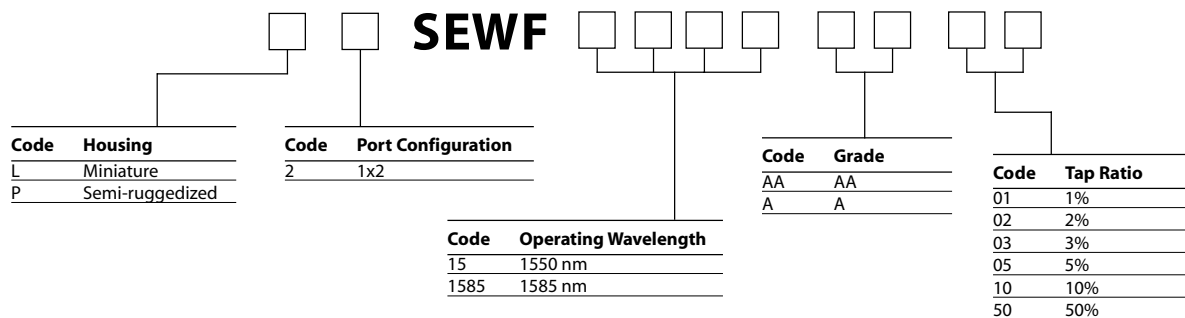 SEWF
Code Housing
L Miniature
P Semi-ruggedized
Code Port Configuration
2 1x2
Code Operating Wavelength
15 1550 nm
1585 1585 nm
Code Grade
AA AA
A A
Code Tap Ratio
01 1%
02 2%
03 3%
05 5%
10 10%
50 50%